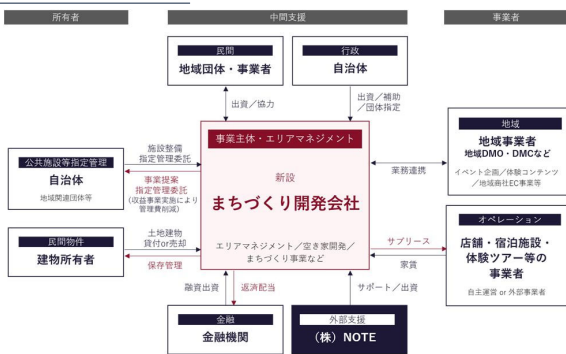 所有者
中間支援
事業者
民間
地域団体・事業者
行政
自治体
出資／協力
出資／補助
／団体指定
公共施設等指定管理
自治体
地域関連団体等
施設整備
指定管理委託
事業提案
指定管理委託
(収益事業実施により
管理費削減)
民間物件
建物所有者
土地建物
貸付or売却
保存管理
事業主体・エリアマネジメント
新設
まちづくり開発会社
エリアマネジメント／空き家開発／
まちづくり事業など
業務連携
地域
地域事業者
地域DMO・DMCなど
イベント企画／体験コンテンツ
／地域商社EC事業等
サブリース
家賃
オペレーション
店舗・宿泊施設・
体験ツアー等の
事業者
自主運営 or 外部事業者
融資出資
返済配当
サポート／出資
金融
金融機関
外部支援
（株）NOTE